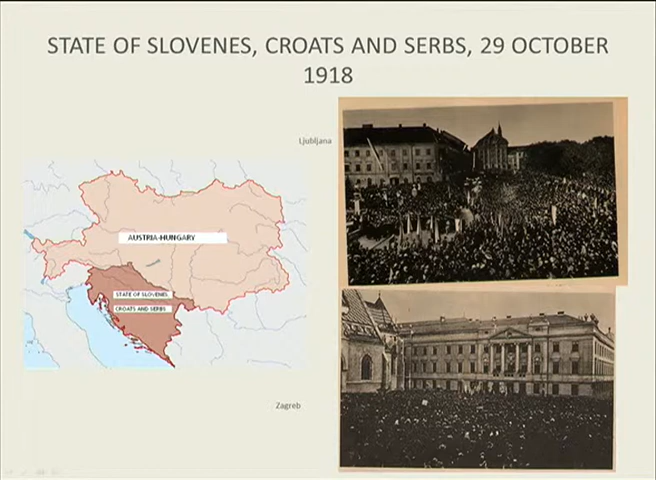 STATE OF SLOVENES, CROATS AND SERBS, 29 OCTOBER
1918
Ljubljana
AUSTRIA-HUNGARY
STATE OF SLOVENES,
CROATS AND SERBS
Zagreb